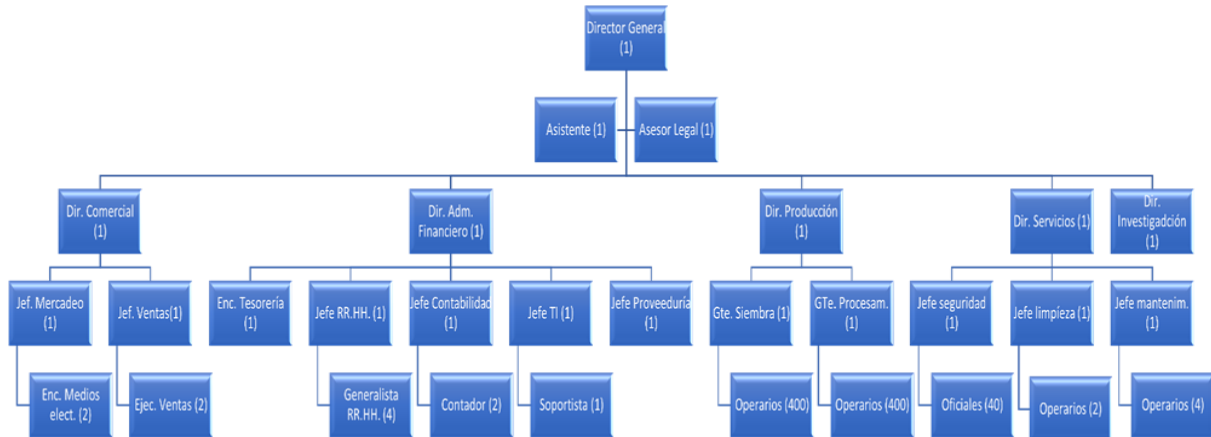 Director General
(1)
Asistente (1)
Asesor Legal (1)
Dir. Comercial
(1)
Dir. Adm.
Financiero (1)
Dir. Producción
(1)
Dir. Servicios (1)
Dir.
Investigadción
(1)
Jef. Mercadeo
(1)
Jef. Ventas(1)
Enc. Tesorería
(1)
Jefe RR.HH. (1)
Jefe Contabilidad
(1)
Jefe TI (1)
Jefe Proveeduría
(1)
Gte. Siembra (1)
GTe. Procesam.
(1)
Jefe seguridad
(1)
Jefe limpieza (1)
Jefe mantenim.
(1)
Enc. Medios
elect. (2)
Ejec. Ventas (2)
Generalista
RR.HH. (4)
Contador (2)
Soportista (1)
Operarios (400)
Operarios (400)
Oficiales (40)
Operarios (2)
Operarios (4)